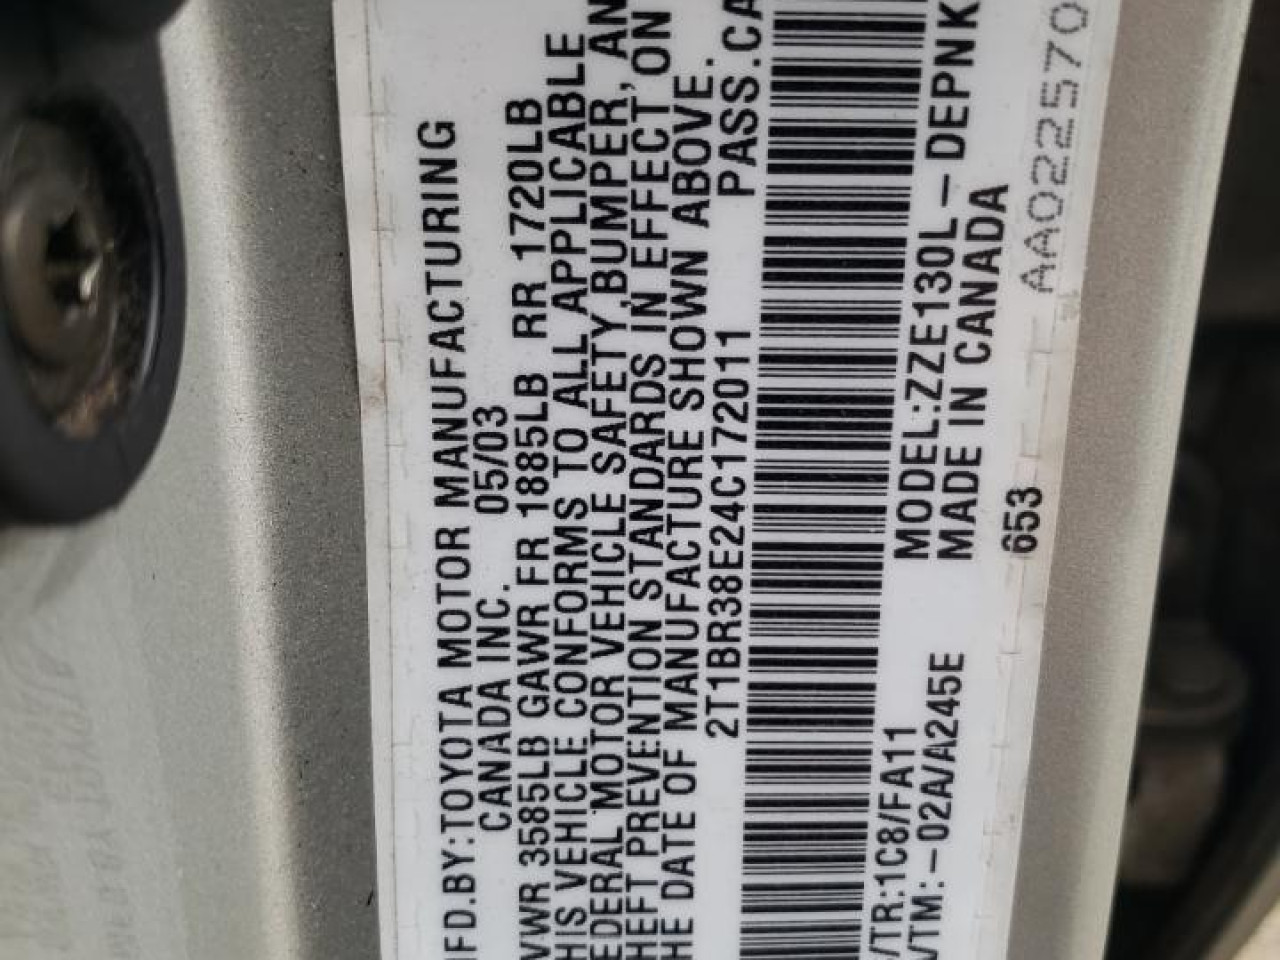 MFD.BY:TOYOTA MOTOR MANUFACTURING
CANADA INC. 05/03
GVWR 3585LB GAWR FR 1885LB RR 1720LB
THIS VEHICLE CONFORMS TO ALL APPLICABLE
FEDERAL MOTOR VEHICLE SAFETY,BUMPER, AN
THEFT PREVENTION STANDARDS IN EFFECT ON
THE DATE OF MANUFACTURE SHOWN ABOVE.
2T1BR38E24C172011 PASS.CA
C/TR:1C8/FA11 MODEL:ZZE130L-DEPNK
A/TM:-02A/A245E MADE IN CANADA
653 AA022570